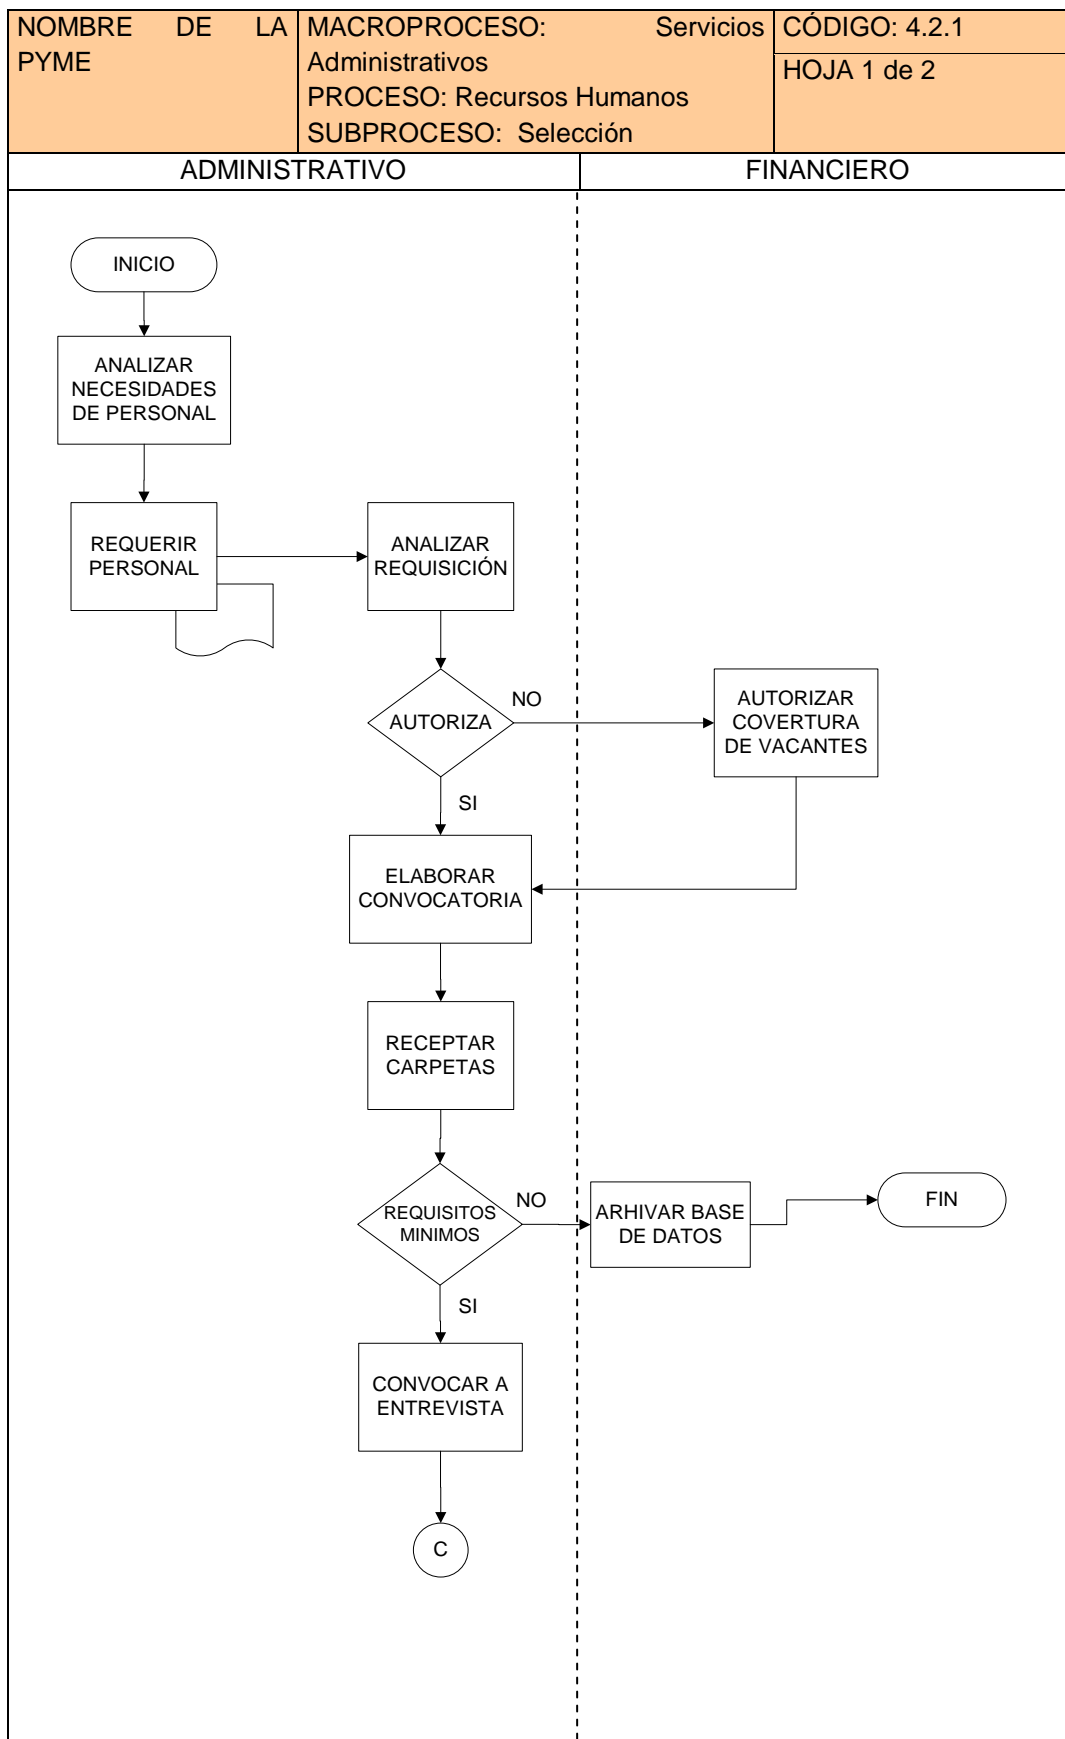 NOMBRE DE LA
PYME
MACROPROCESO: Servicios
Administrativos
PROCESO: Recursos Humanos
SUBPROCESO: Selección
CÓDIGO: 4.2.1
HOJA 1 de 2
ADMINISTRATIVO
FINANCIERO
INICIO
ANALIZAR
NECESIDADES
DE PERSONAL
REQUERIR
PERSONAL
ANALIZAR
REQUISICIÓN
AUTORIZA
NO
AUTORIZAR
COVERTURA
DE VACANTES
SI
ELABORAR
CONVOCATORIA
RECEPTAR
CARPETAS
REQUISITOS
MINIMOS
NO
ARHIVAR BASE
DE DATOS
FIN
SI
CONVOCAR A
ENTREVISTA
C